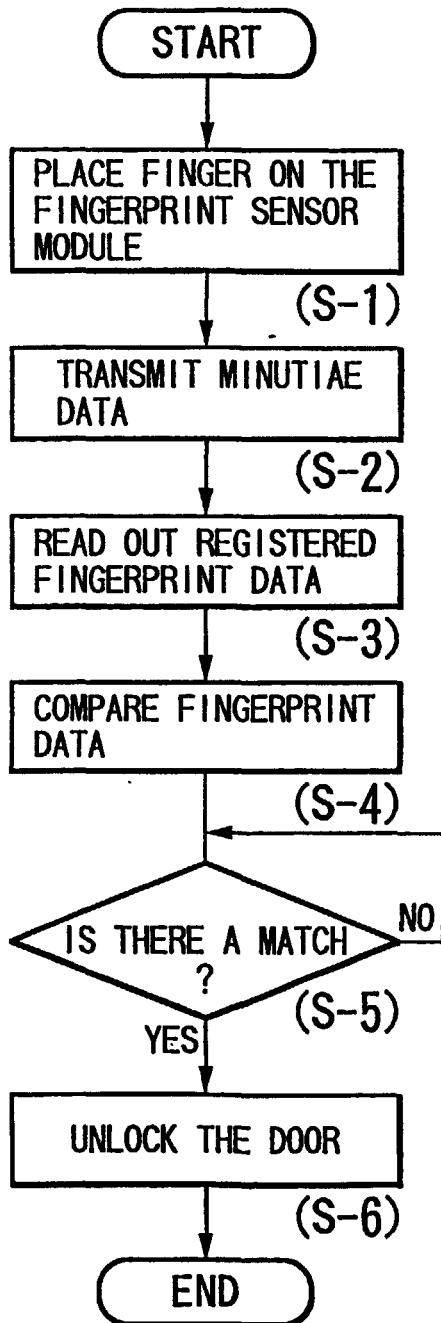 START
PLACE FINGER ON THE
FINGERPRINT SENSOR
MODULE
(S-1)
TRANSMIT MINUTIAE
DATA
(S-2)
READ OUT REGISTERED
FINGERPRINT DATA
(S-3)
COMPARE FINGERPRINT
DATA
(S-4)
IS THERE A MATCH
?
NO
(S-5)
YES
UNLOCK THE DOOR
(S-6)
END